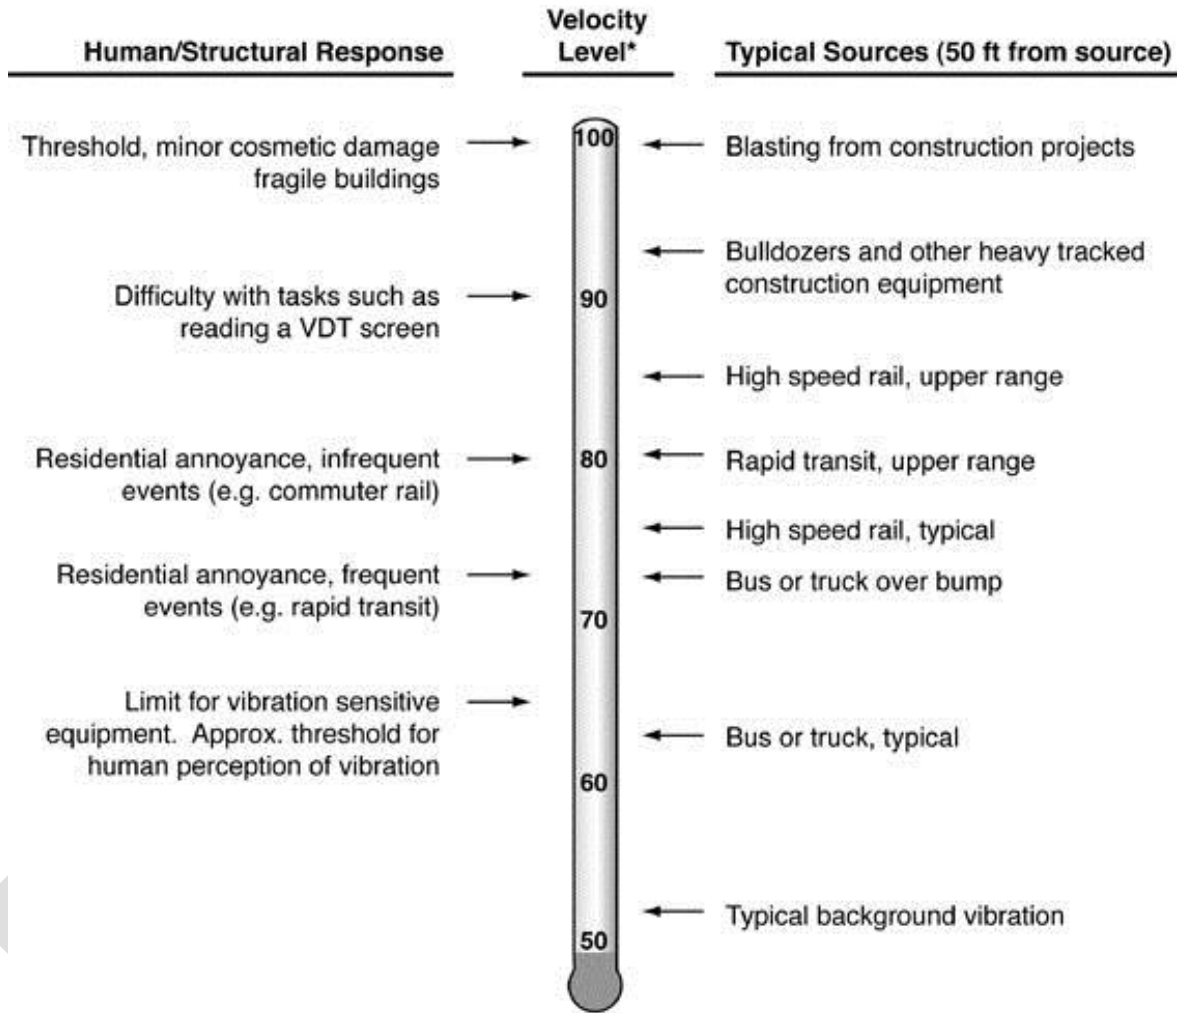 Human/Structural Response
Velocity
Level*
Typical Sources (50 ft from source)
Threshold, minor cosmetic damage
fragile buildings
100
Blasting from construction projects
Bulldozers and other heavy tracked
construction equipment
Difficulty with tasks such as
reading a VDT screen
90
High speed rail, upper range
Residential annoyance, infrequent
events (e.g. commuter rail)
80
Rapid transit, upper range
High speed rail, typical
Residential annoyance, frequent
events (e.g. rapid transit)
Bus or truck over bump
70
Limit for vibration sensitive
equipment. Approx. threshold for
human perception of vibration
Bus or truck, typical
60
Typical background vibration
50